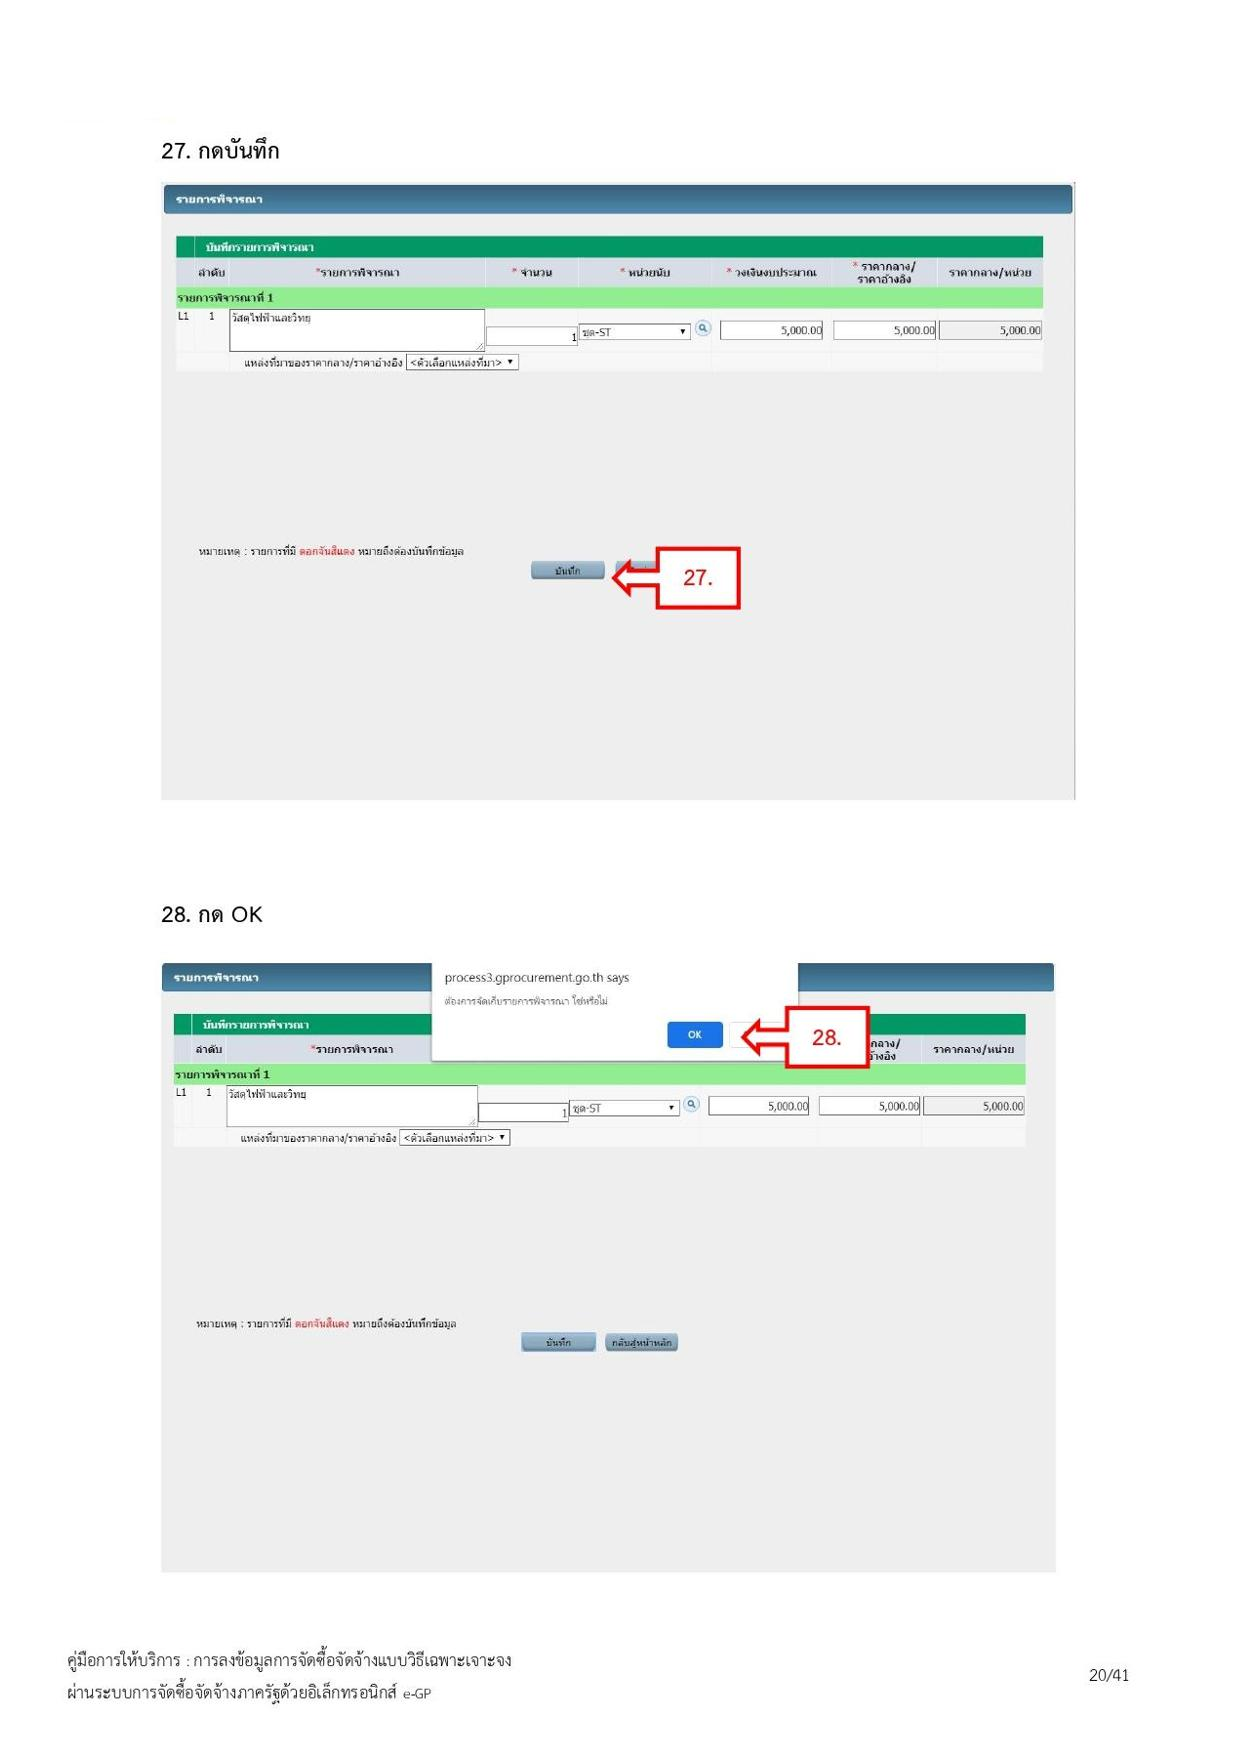 27. กดบันทึก
รายการพิจารณา
บันทึกรายการพิจารณา
ลำดับ *รายการพิจารณา * จำนวน * หน่วยนับ * วงเงินงบประมาณ * ราคากลาง/ ราคาอ้างอิง ราคากลาง/หน่วย
รายการพิจารณาที่ 1
L1 1 วัสดุไฟฟ้าและวิทยุ 1 ชุด-ST 5,000.00 5,000.00 5,000.00
แหล่งที่มาของราคากลาง/ราคาอ้างอิง <ตัวเลือกแหล่งที่มา>
หมายเหตุ : รายการที่มี ดอกจันสีแดง หมายถึงต้องบันทึกข้อมูล
บันทึก 27.
28. กด OK
รายการพิจารณา
process3.gprocurement.go.th says
ต้องการจัดเก็บรายการพิจารณา ใช่หรือไม่
OK 28.
บันทึกรายการพิจารณา
ลำดับ *รายการพิจารณา กลาง/ อ้างอิง ราคากลาง/หน่วย
รายการพิจารณาที่ 1
L1 1 วัสดุไฟฟ้าและวิทยุ 1 ชุด-ST 5,000.00 5,000.00 5,000.00
แหล่งที่มาของราคากลาง/ราคาอ้างอิง <ตัวเลือกแหล่งที่มา>
หมายเหตุ : รายการที่มี ดอกจันสีแดง หมายถึงต้องบันทึกข้อมูล
บันทึก กลับสู่หน้าหลัก
คู่มือการให้บริการ : การลงข้อมูลการจัดซื้อจัดจ้างแบบวิธีเฉพาะเจาะจง
ผ่านระบบการจัดซื้อจัดจ้างภาครัฐด้วยอิเล็กทรอนิกส์ e-GP
20/41